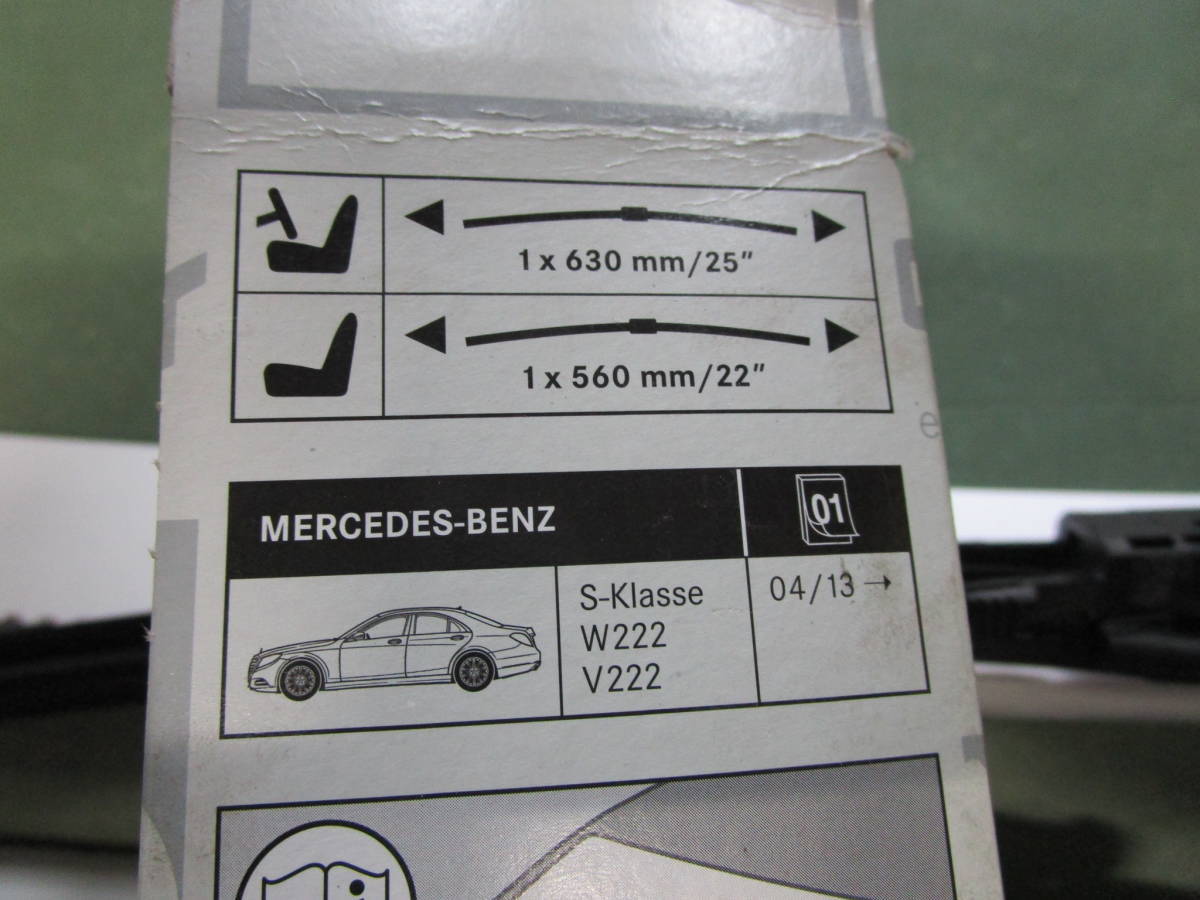 1 x 630 mm/25"
1 x 560 mm/22"
e
MERCEDES-BENZ
01
S-Klasse
04/13 →
W222
V222